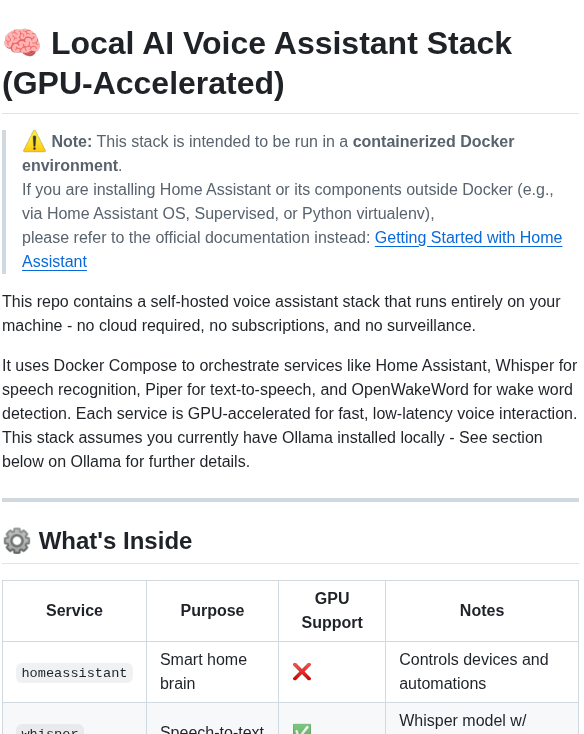 🧠 Local AI Voice Assistant Stack
(GPU-Accelerated)
⚠️ Note: This stack is intended to be run in a containerized Docker
environment.
If you are installing Home Assistant or its components outside Docker (e.g.,
via Home Assistant OS, Supervised, or Python virtualenv),
please refer to the official documentation instead: Getting Started with Home
Assistant
This repo contains a self-hosted voice assistant stack that runs entirely on your
machine - no cloud required, no subscriptions, and no surveillance.
It uses Docker Compose to orchestrate services like Home Assistant, Whisper for
speech recognition, Piper for text-to-speech, and OpenWakeWord for wake word
detection. Each service is GPU-accelerated for fast, low-latency voice interaction.
This stack assumes you currently have Ollama installed locally - See section
below on Ollama for further details.
⚙️ What's Inside
Service Purpose GPU Support Notes
homeassistant Smart home brain ❌ Controls devices and automations
whisper Speech-to-text ✅ Whisper model w/